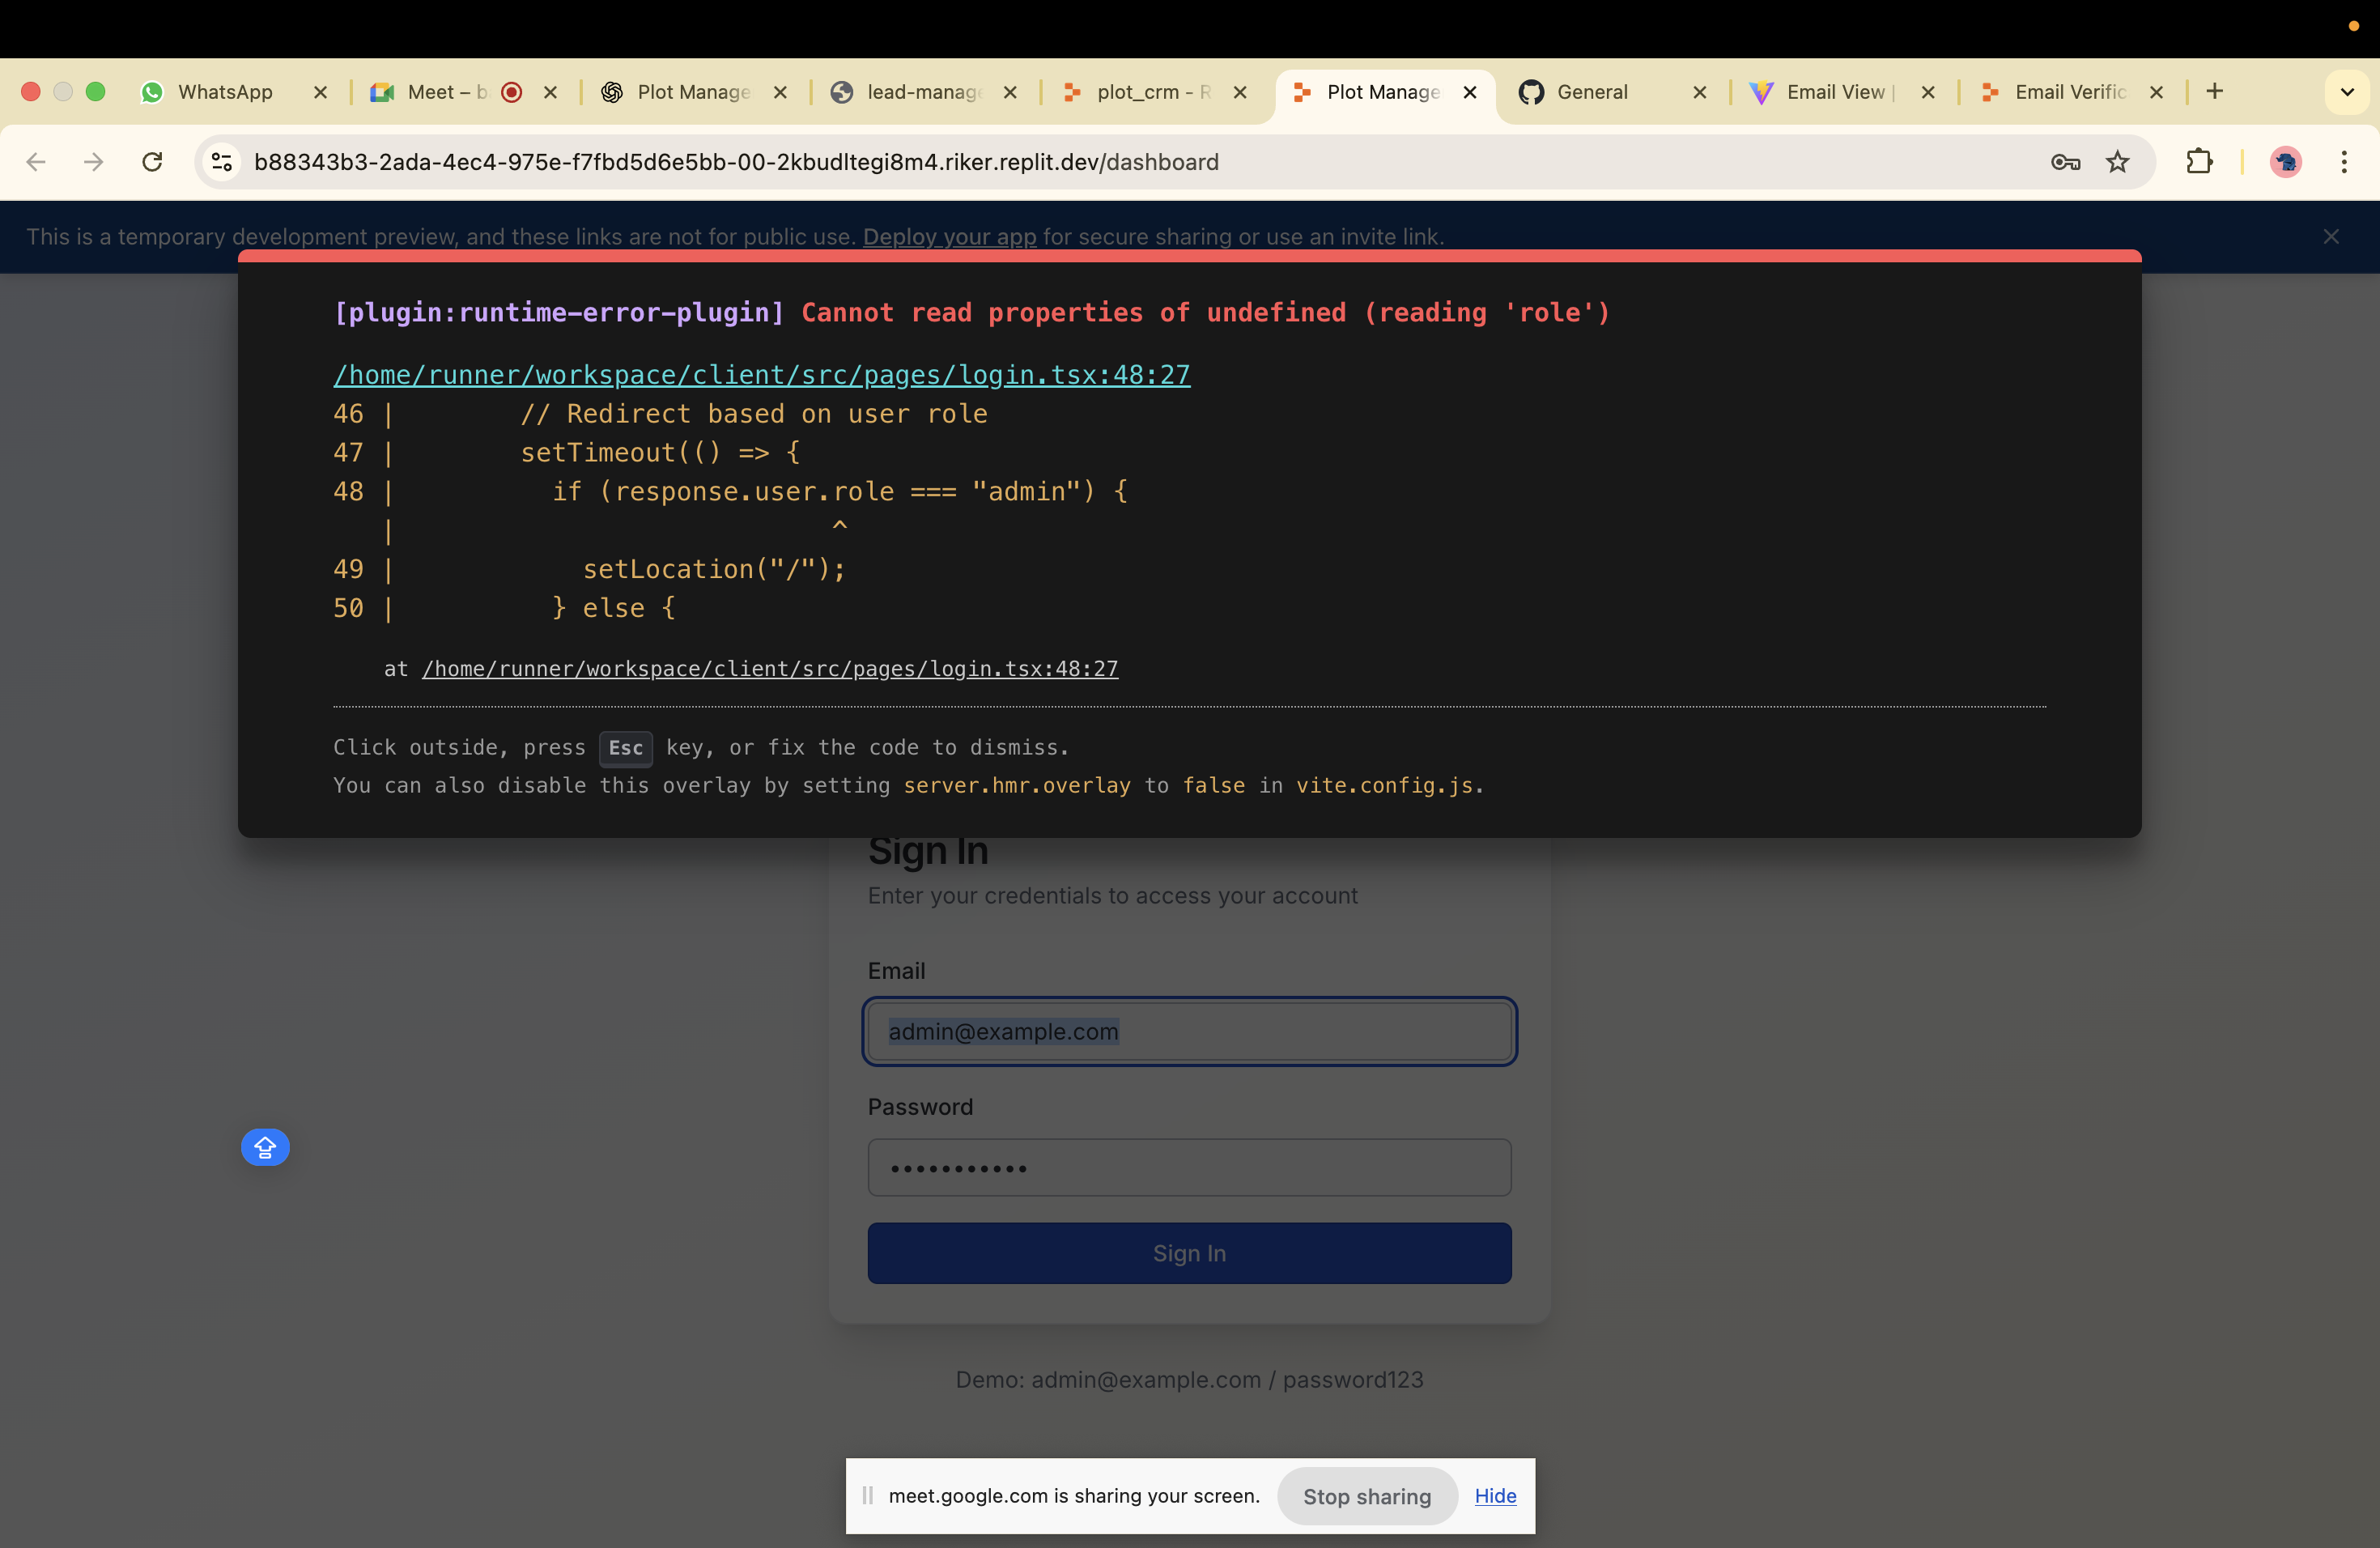 WhatsApp
Meet – b
Plot Manage
lead-manag
plot_crm - R
Plot Manage
General
Email View |
Email Verific
b88343b3-2ada-4ec4-975e-f7fbd5d6e5bb-00-2kbudltegi8m4.riker.replit.dev/dashboard
This is a temporary development preview, and these links are not for public use. Deploy your app for secure sharing or use an invite link.
[plugin:runtime-error-plugin] Cannot read properties of undefined (reading 'role')
/home/runner/workspace/client/src/pages/login.tsx:48:27
46 |        // Redirect based on user role
47 |        setTimeout(() => {
48 |          if (response.user.role === "admin") {
   |                            ^
49 |            setLocation("/");
50 |          } else {
at /home/runner/workspace/client/src/pages/login.tsx:48:27
Click outside, press Esc key, or fix the code to dismiss.
You can also disable this overlay by setting server.hmr.overlay to false in vite.config.js.
Sign In
Enter your credentials to access your account
Email
admin@example.com
Password
Sign In
Demo: admin@example.com / password123
meet.google.com is sharing your screen.
Stop sharing
Hide